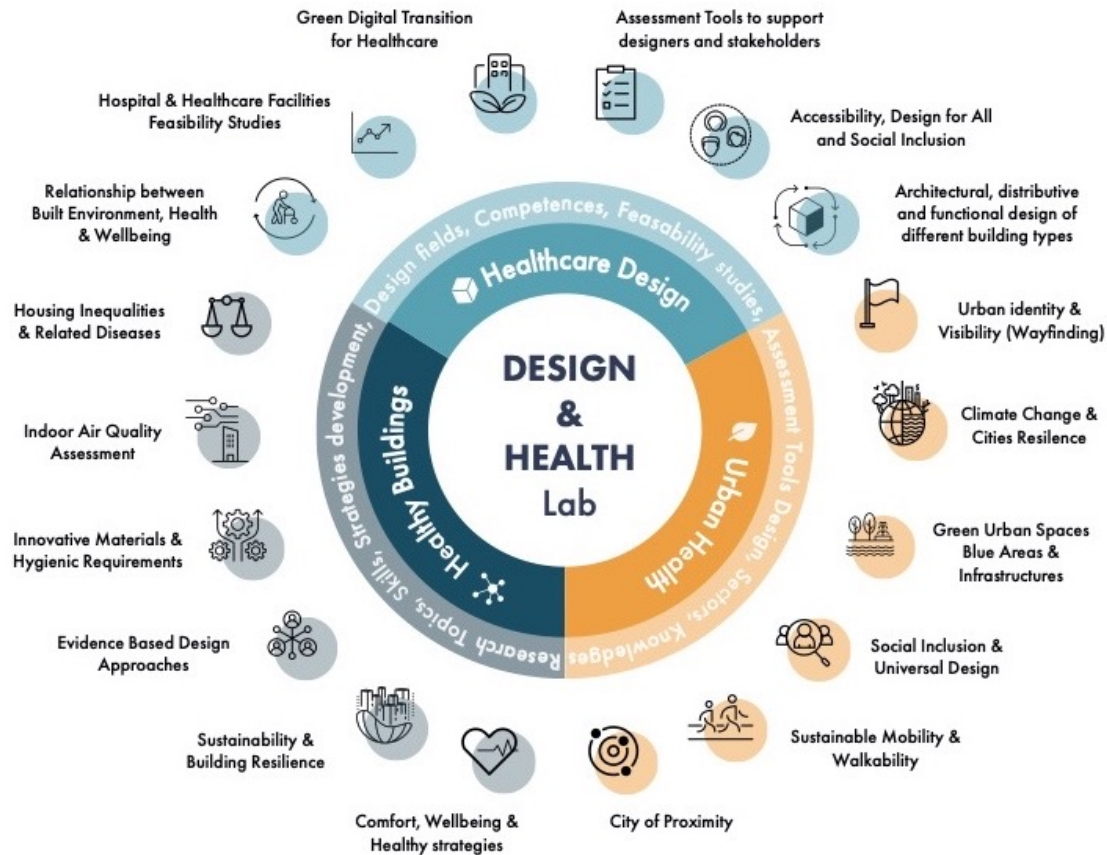 Green Digital Transition
for Healthcare
Assessment Tools to support
designers and stakeholders
Hospital & Healthcare Facilities
Feasibility Studies
Accessibility, Design for All
and Social Inclusion
Relationship between
Built Environment, Health
& Wellbeing
Architectural, distributive
and functional design of
different building types
Housing Inequalities
& Related Diseases
Urban identity &
Visibility (Wayfinding)
Indoor Air Quality
Assessment
Climate Change &
Cities Resilence
Innovative Materials &
Hygienic Requirements
Green Urban Spaces
Blue Areas &
Infrastructures
Evidence Based Design
Approaches
Social Inclusion &
Universal Design
Sustainability &
Building Resilience
Sustainable Mobility &
Walkability
Comfort, Wellbeing &
Healthy strategies
City of Proximity
Research Topics, Skills, Strategies development, Design fields, Competences, Feasability studies, Assessment Tools Design, Sectors, Knowledges
Healthcare Design
Urban Health
Healthy Buildings
DESIGN
&
HEALTH
Lab